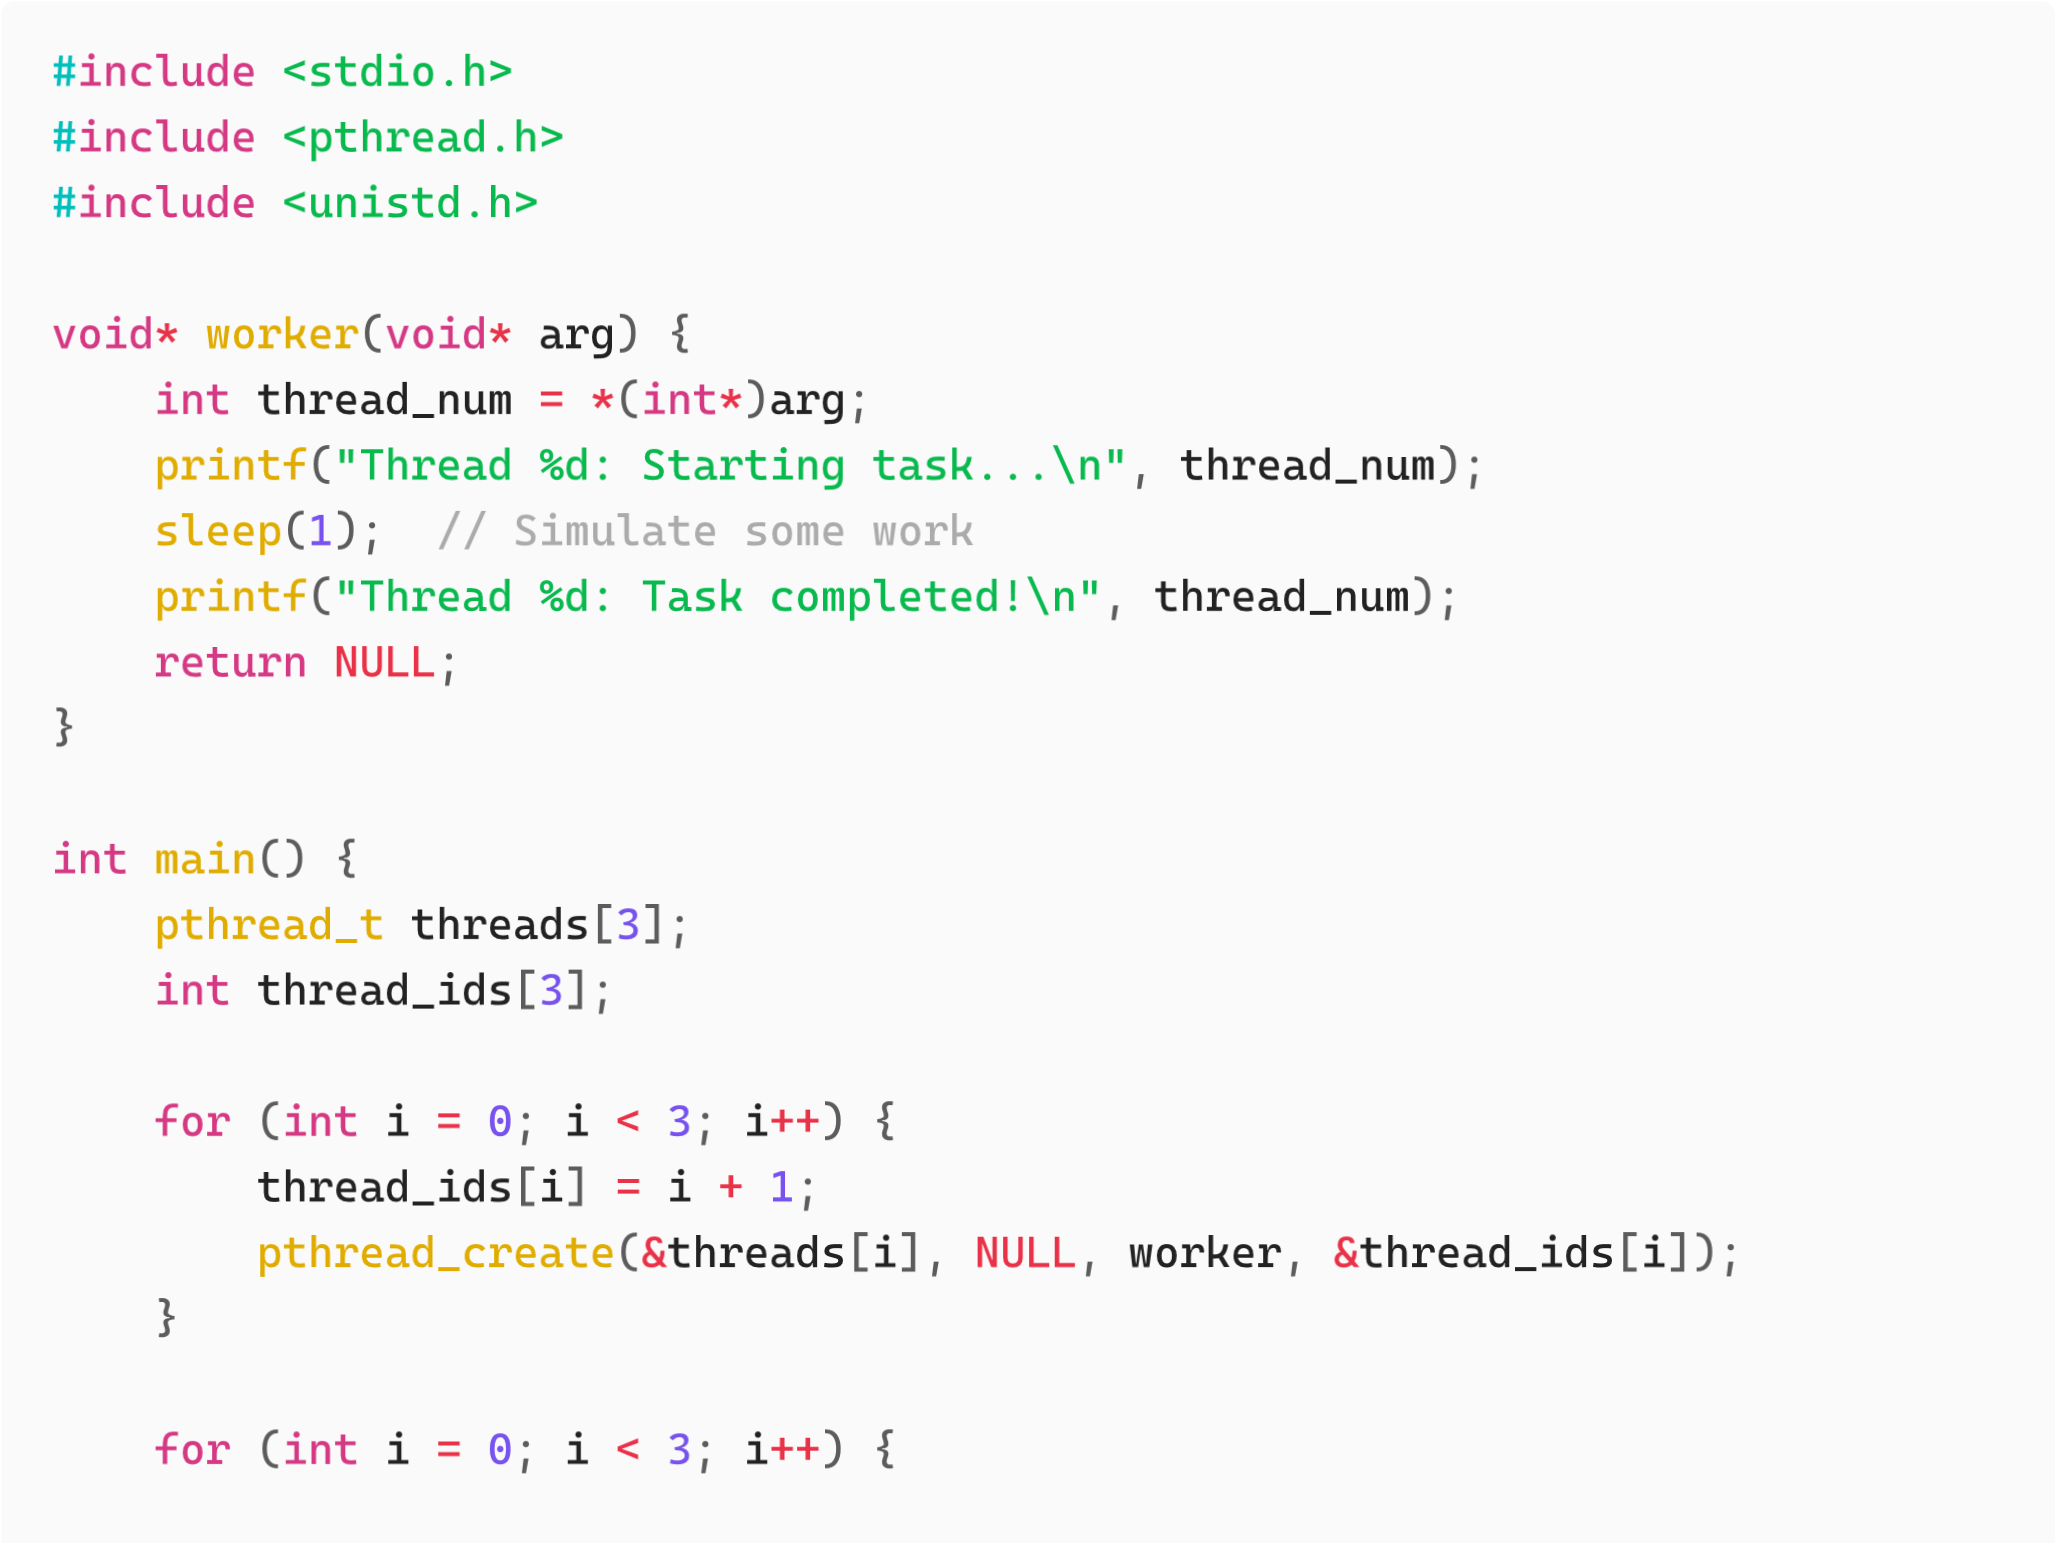 #include <stdio.h>
#include <pthread.h>
#include <unistd.h>

void* worker(void* arg) {
    int thread_num = *(int*)arg;
    printf("Thread %d: Starting task...\n", thread_num);
    sleep(1);  // Simulate some work
    printf("Thread %d: Task completed!\n", thread_num);
    return NULL;
}

int main() {
    pthread_t threads[3];
    int thread_ids[3];

    for (int i = 0; i < 3; i++) {
        thread_ids[i] = i + 1;
        pthread_create(&threads[i], NULL, worker, &thread_ids[i]);
    }

    for (int i = 0; i < 3; i++) {